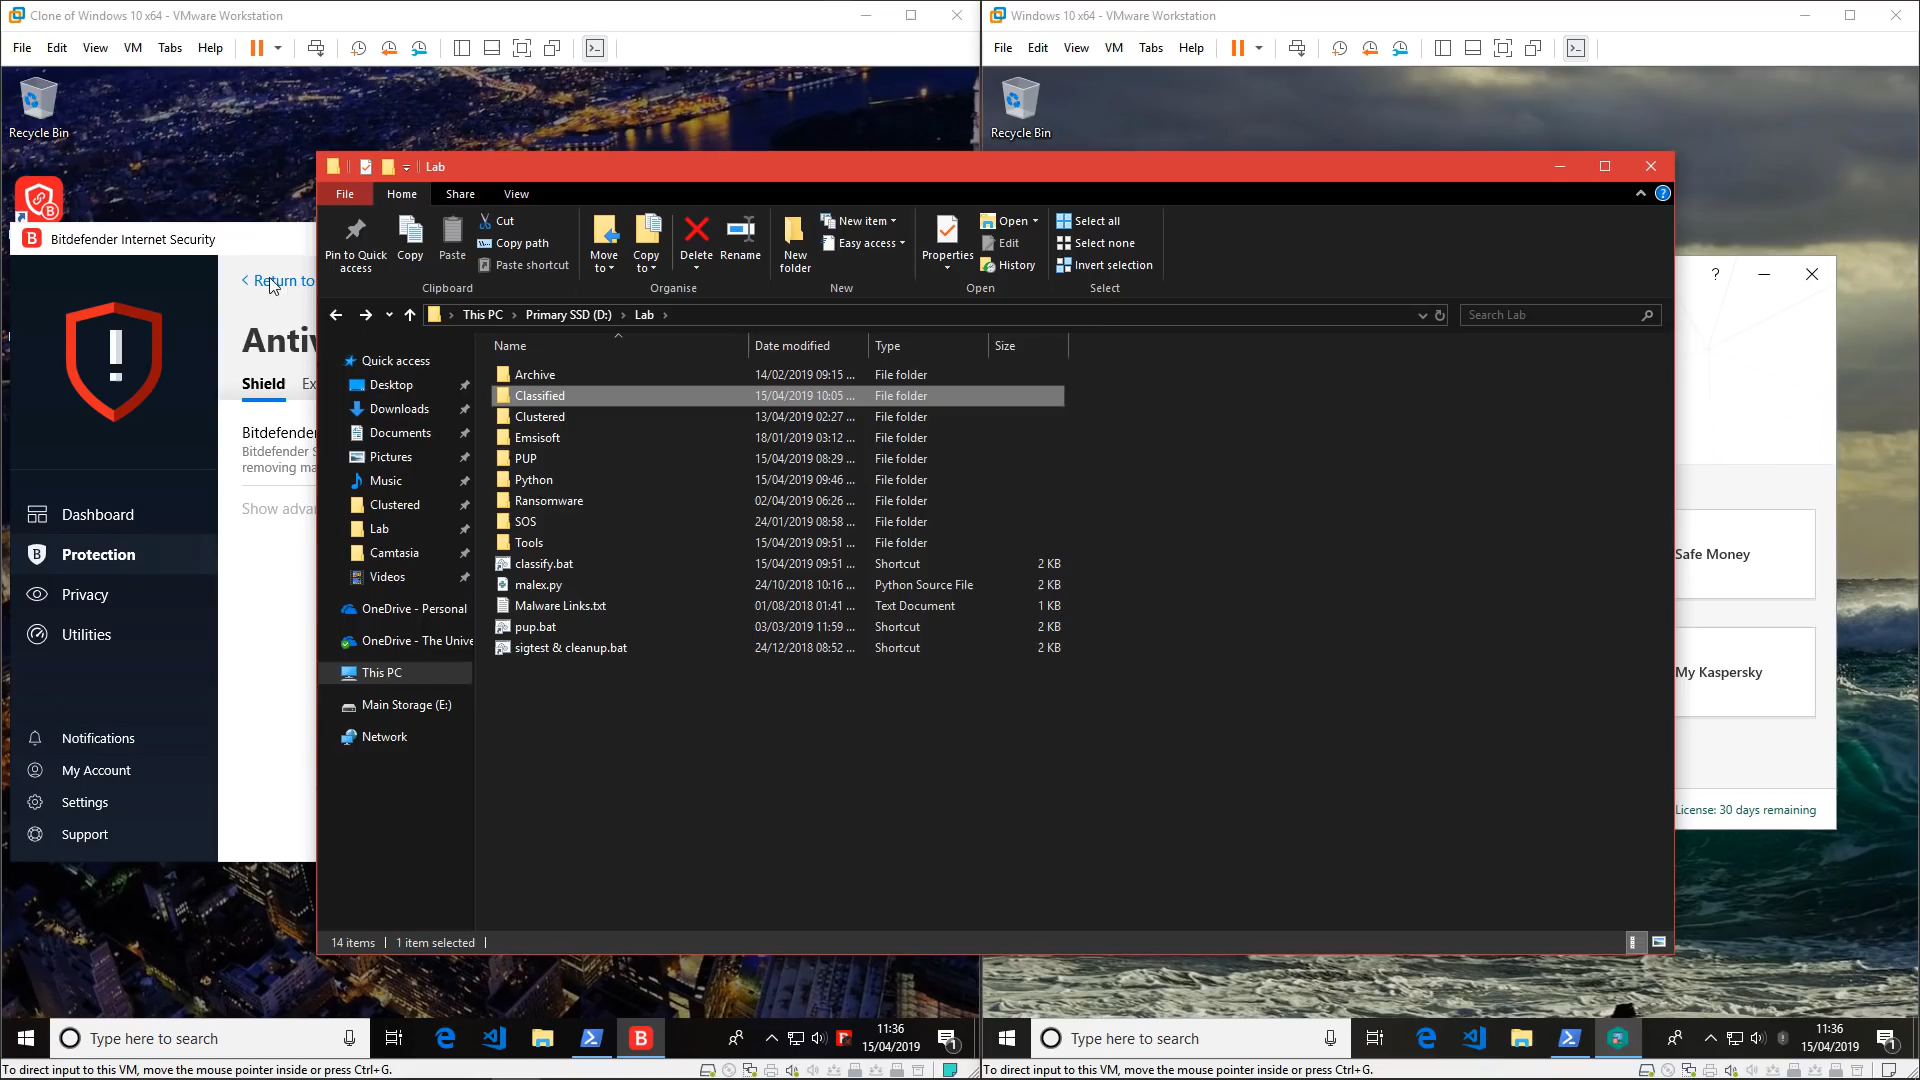 Clone of Windows 10 x64 - VMware Workstation
Windows 10 x64 - VMware Workstation
File Edit View VM Tabs Help
File Edit View VM Tabs Help
Recycle Bin
Recycle Bin
Lab
File Home Share View
Pin to Quick access
Copy
Paste
Cut
Copy path
Paste shortcut
Clipboard
Move to
Copy to
Delete
Rename
Organise
New folder
New item
Easy access
New
Properties
Open
Edit
History
Open
Select all
Select none
Invert selection
Select
B Bitdefender Internet Security
Return to
Shield Ex
Bitdefender
Bitdefender S
removing ma
Show adva
Dashboard
Protection
Privacy
Utilities
Notifications
My Account
Settings
Support
This PC > Primary SSD (D:) > Lab >
Search Lab
Quick access
Desktop
Downloads
Documents
Pictures
Music
Clustered
Lab
Camtasia
Videos
OneDrive - Personal
OneDrive - The Unive
This PC
Main Storage (E:)
Network
Name Date modified Type Size
Archive 14/02/2019 09:15 ... File folder
Classified 15/04/2019 10:05 ... File folder
Clustered 13/04/2019 02:27 ... File folder
Emsisoft 18/01/2019 03:12 ... File folder
PUP 15/04/2019 08:29 ... File folder
Python 15/04/2019 09:46 ... File folder
Ransomware 02/04/2019 06:26 ... File folder
SOS 24/01/2019 08:58 ... File folder
Tools 15/04/2019 09:51 ... File folder
classify.bat 15/04/2019 09:51 ... Shortcut 2 KB
malex.py 24/10/2018 10:16 ... Python Source File 2 KB
Malware Links.txt 01/08/2018 01:41 ... Text Document 1 KB
pup.bat 03/03/2019 11:59 ... Shortcut 2 KB
sigtest & cleanup.bat 24/12/2018 08:52 ... Shortcut 2 KB
14 items 1 item selected
?
Safe Money
My Kaspersky
License: 30 days remaining
Type here to search
11:36
15/04/2019
1
Type here to search
11:36
15/04/2019
1
To direct input to this VM, move the mouse pointer inside or press Ctrl+G.
To direct input to this VM, move the mouse pointer inside or press Ctrl+G.